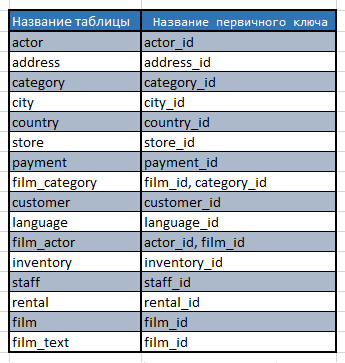 Название таблицы Название первичного ключа
actor actor_id
address address_id
category category_id
city city_id
country country_id
store store_id
payment payment_id
film_category film_id, category_id
customer customer_id
language language_id
film_actor actor_id, film_id
inventory inventory_id
staff staff_id
rental rental_id
film film_id
film_text film_id